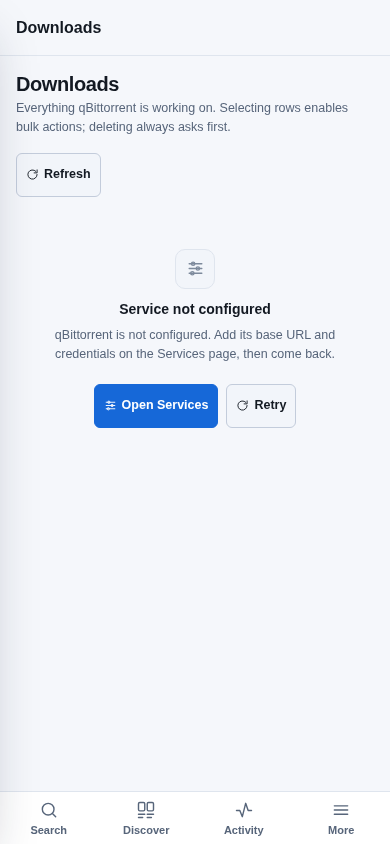 Downloads
Downloads
Everything qBittorrent is working on. Selecting rows enables
bulk actions; deleting always asks first.
Refresh
Service not configured
qBittorrent is not configured. Add its base URL and
credentials on the Services page, then come back.
Open Services
Retry
Search
Discover
Activity
More